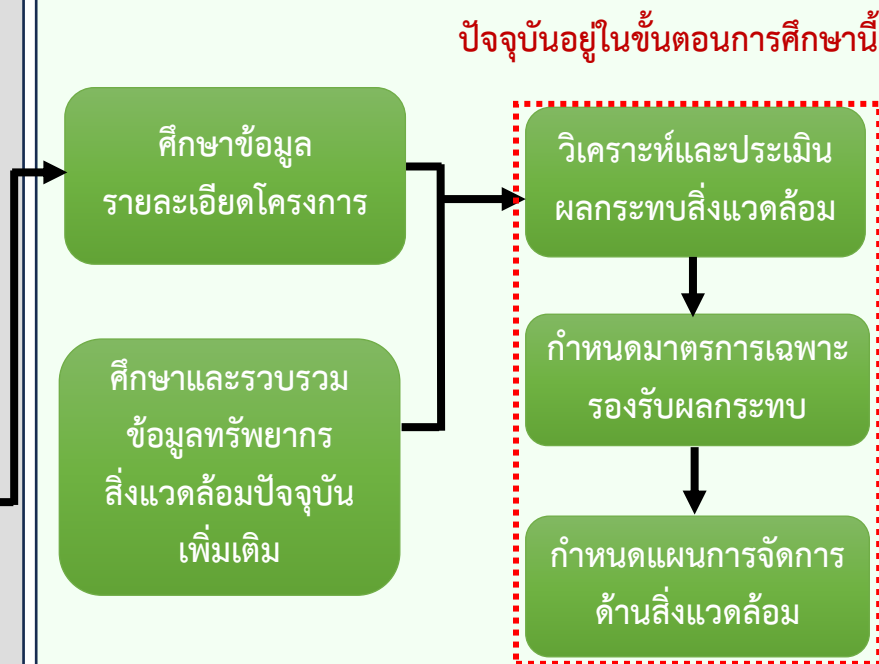 ปัจจุบันอยู่ในขั้นตอนการศึกษานี้
ศึกษาข้อมูล
รายละเอียดโครงการ
ศึกษาและรวบรวม
ข้อมูลทรัพยากร
สิ่งแวดล้อมปัจจุบัน
เพิ่มเติม
วิเคราะห์และประเมิน
ผลกระทบสิ่งแวดล้อม
กำหนดมาตรการเฉพาะ
รองรับผลกระทบ
กำหนดแผนการจัดการ
ด้านสิ่งแวดล้อม